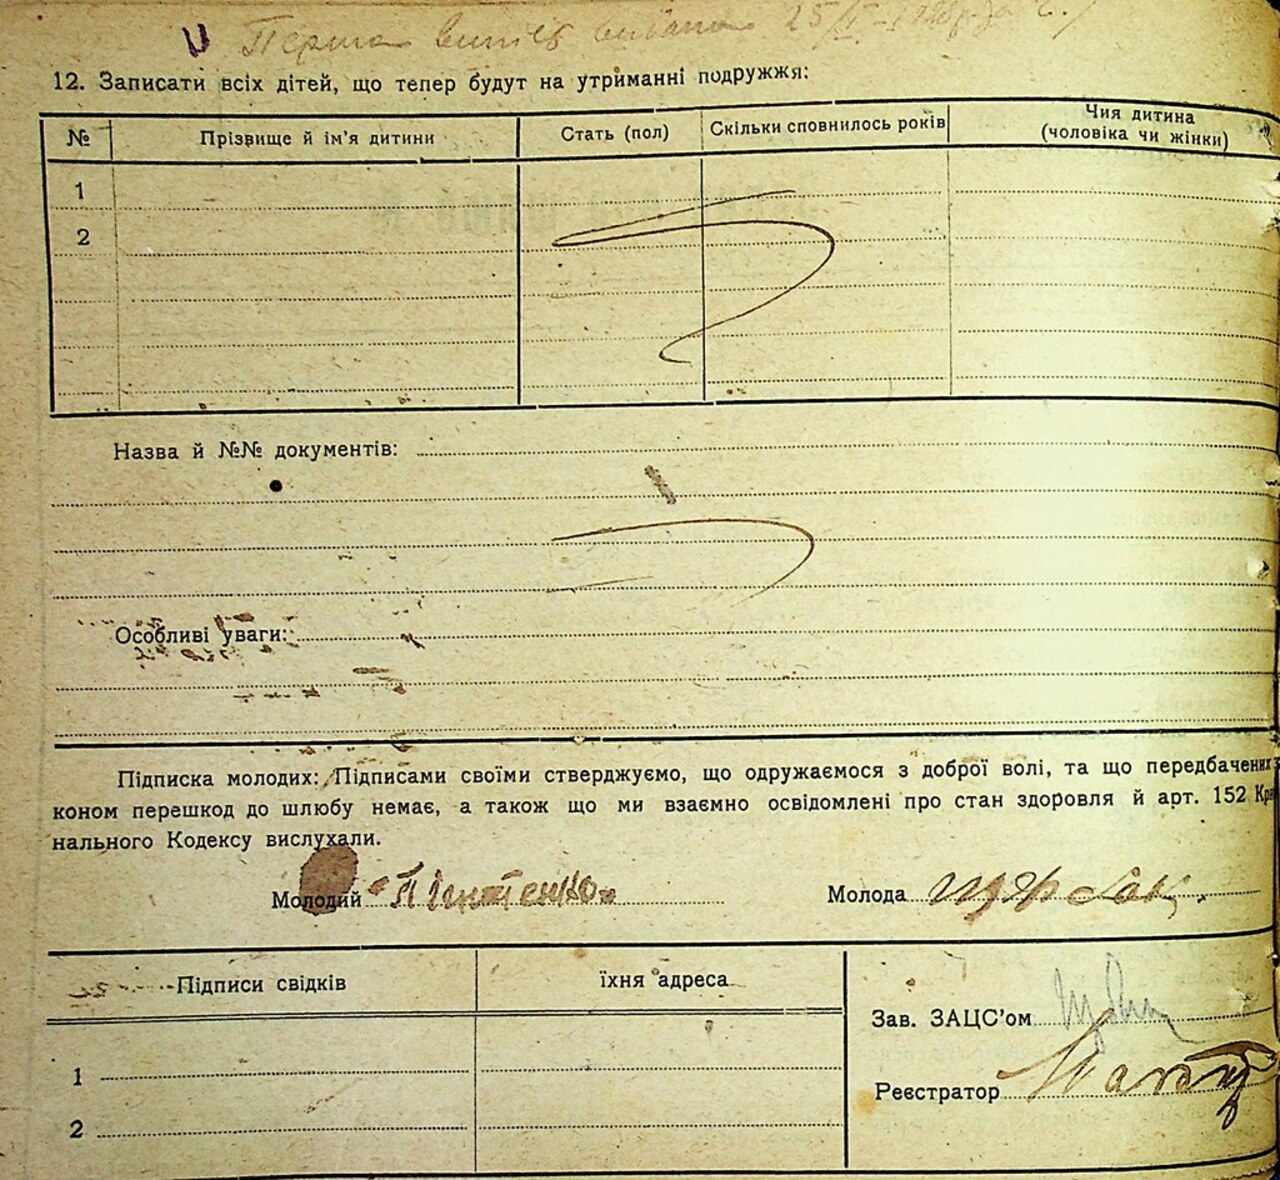 12. Записати всіх дітей, що тепер будут на утриманні подружжя:
№ Прізвище й ім'я дитини Стать (пол) Скільки сповнилось років Чия дитина (чоловіка чи жінки)
1
2
Назва й №№ документів:
Особливі уваги:
Підписка молодих: Підписами своїми стверджуємо, що одружаємося з доброї волі, та що передбачених
коном перешкод до шлюбу немає, а також що ми взаємно освідомлені про стан здоровля й арт. 152
нального Кодексу вислухали.
Молодий Молода
Підписи свідків їхня адреса
Зав. ЗАЦС'ом
1
Реєстратор
2